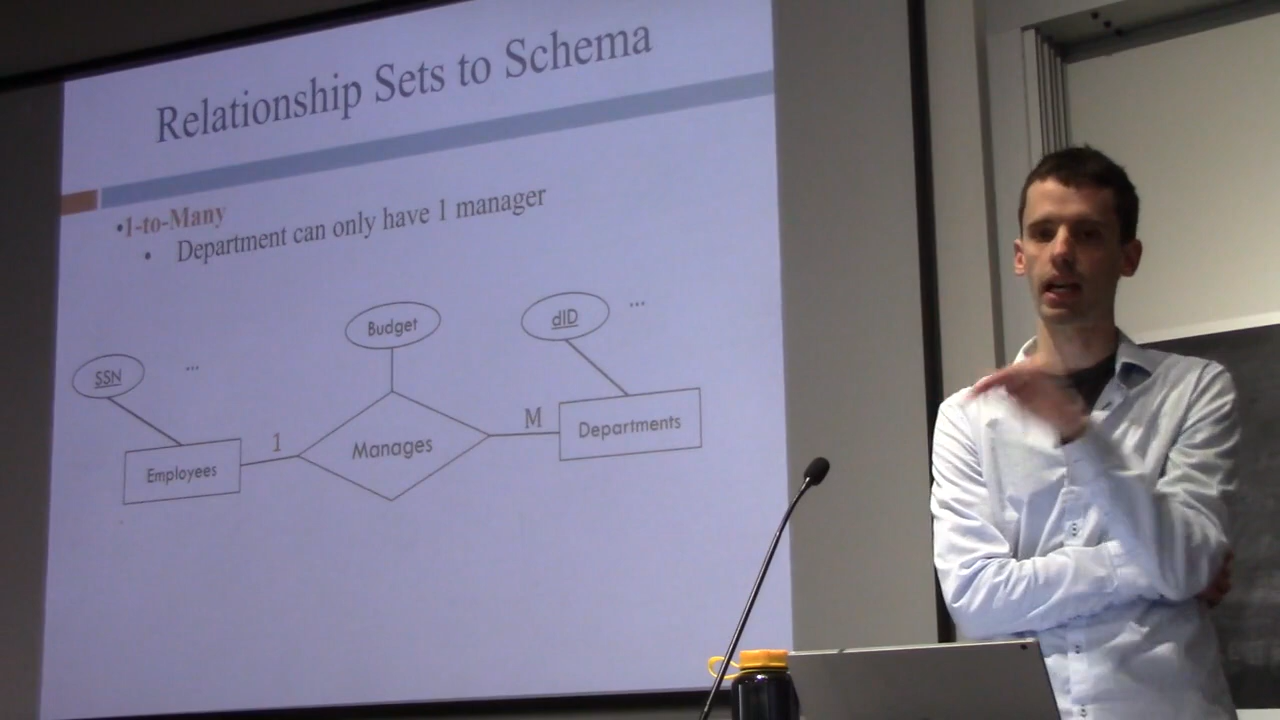 Relationship Sets to Schema
•1-to-Many
• Department can only have 1 manager
Budget
dID
...
SSN
...
M
Departments
1
Manages
Employees